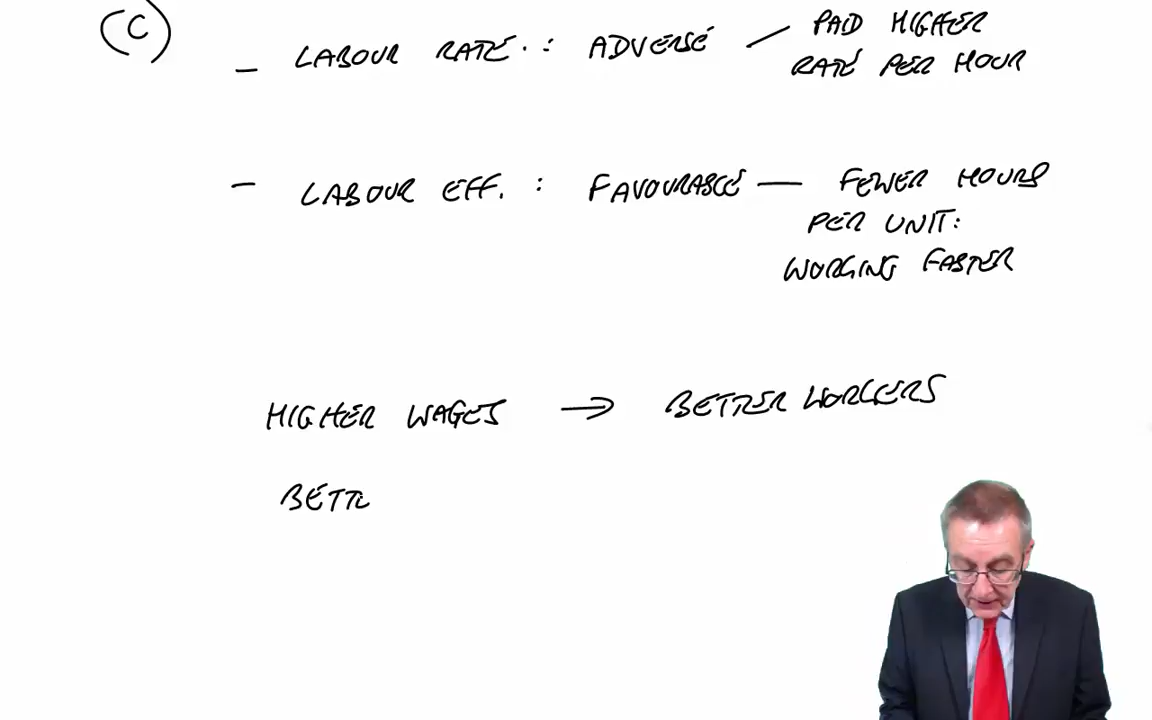 (C)
- LABOUR RATE. : ADVERSE / PAID HIGHER
RATE PER HOUR
- LABOUR EFF. : FAVOURABLE — FEWER HOURS
PER UNIT:
WORKING FASTER
HIGHER WAGES → BETTER WORKERS
BETTE